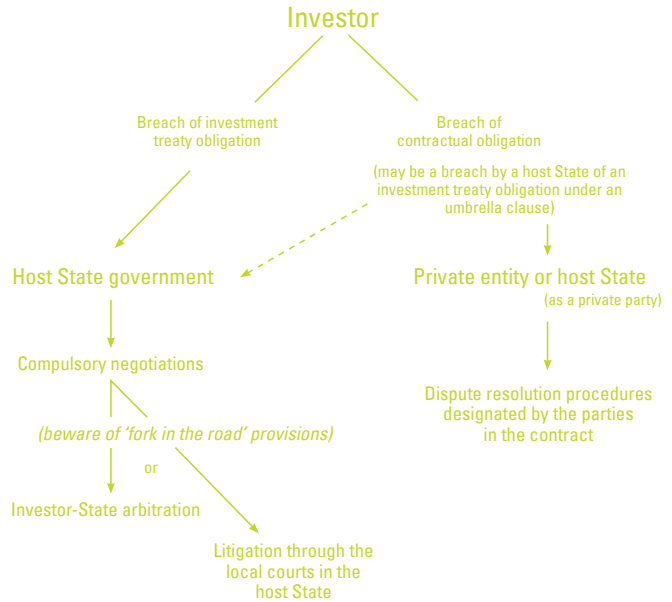 Investor
Breach of investment
treaty obligation
Breach of
contractual obligation
(may be a breach by a host State of an
investment treaty obligation under an
umbrella clause)
Host State government
Private entity or host State
(as a private party)
Compulsory negotiations
Dispute resolution procedures
designated by the parties
in the contract
(beware of ‘fork in the road’ provisions)
or
Investor-State arbitration
Litigation through the
local courts in the
host State